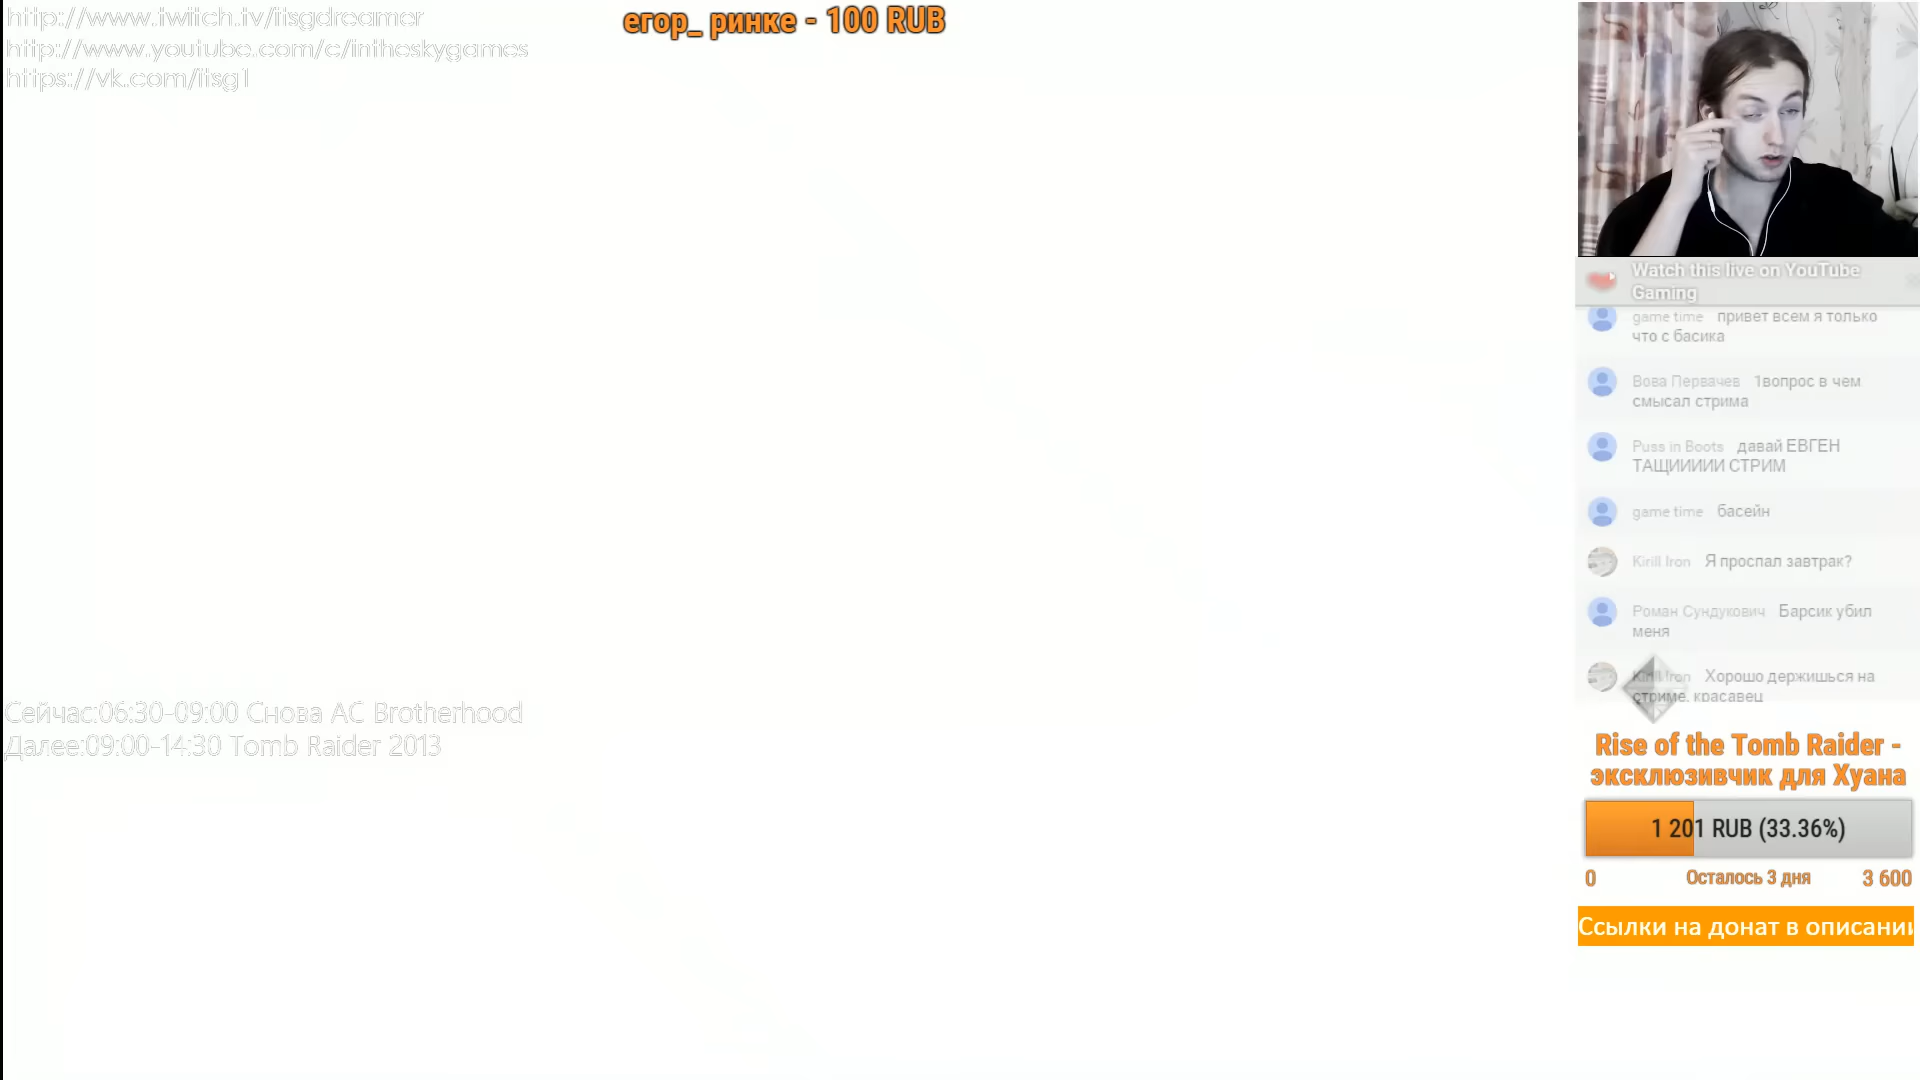 http://www.twitch.tv/itsgdreamer
http://www.youtube.com/c/intheskygames
https://vk.com/itsg1
егор_ ринке - 100 RUB
Watch this live on YouTube
Gaming
game time привет всем я только
что с басика
Вова Первачев 1вопрос в чем
смысал стрима
Puss in Boots давай ЕВГЕН
ТАЩИИИИИ СТРИМ
game time басейн
Kirill Iron Я проспал завтрак?
Роман Сундукович Барсик убил
меня
Kirill Iron Хорошо держишься на
стриме. красавец
Сейчас:06:30-09:00 Снова AC Brotherhood
Далее:09:00-14:30 Tomb Raider 2013
Rise of the Tomb Raider -
эксклюзивчик для Хуана
1 201 RUB (33.36%)
0 Осталось 3 дня 3 600
Ссылки на донат в описании